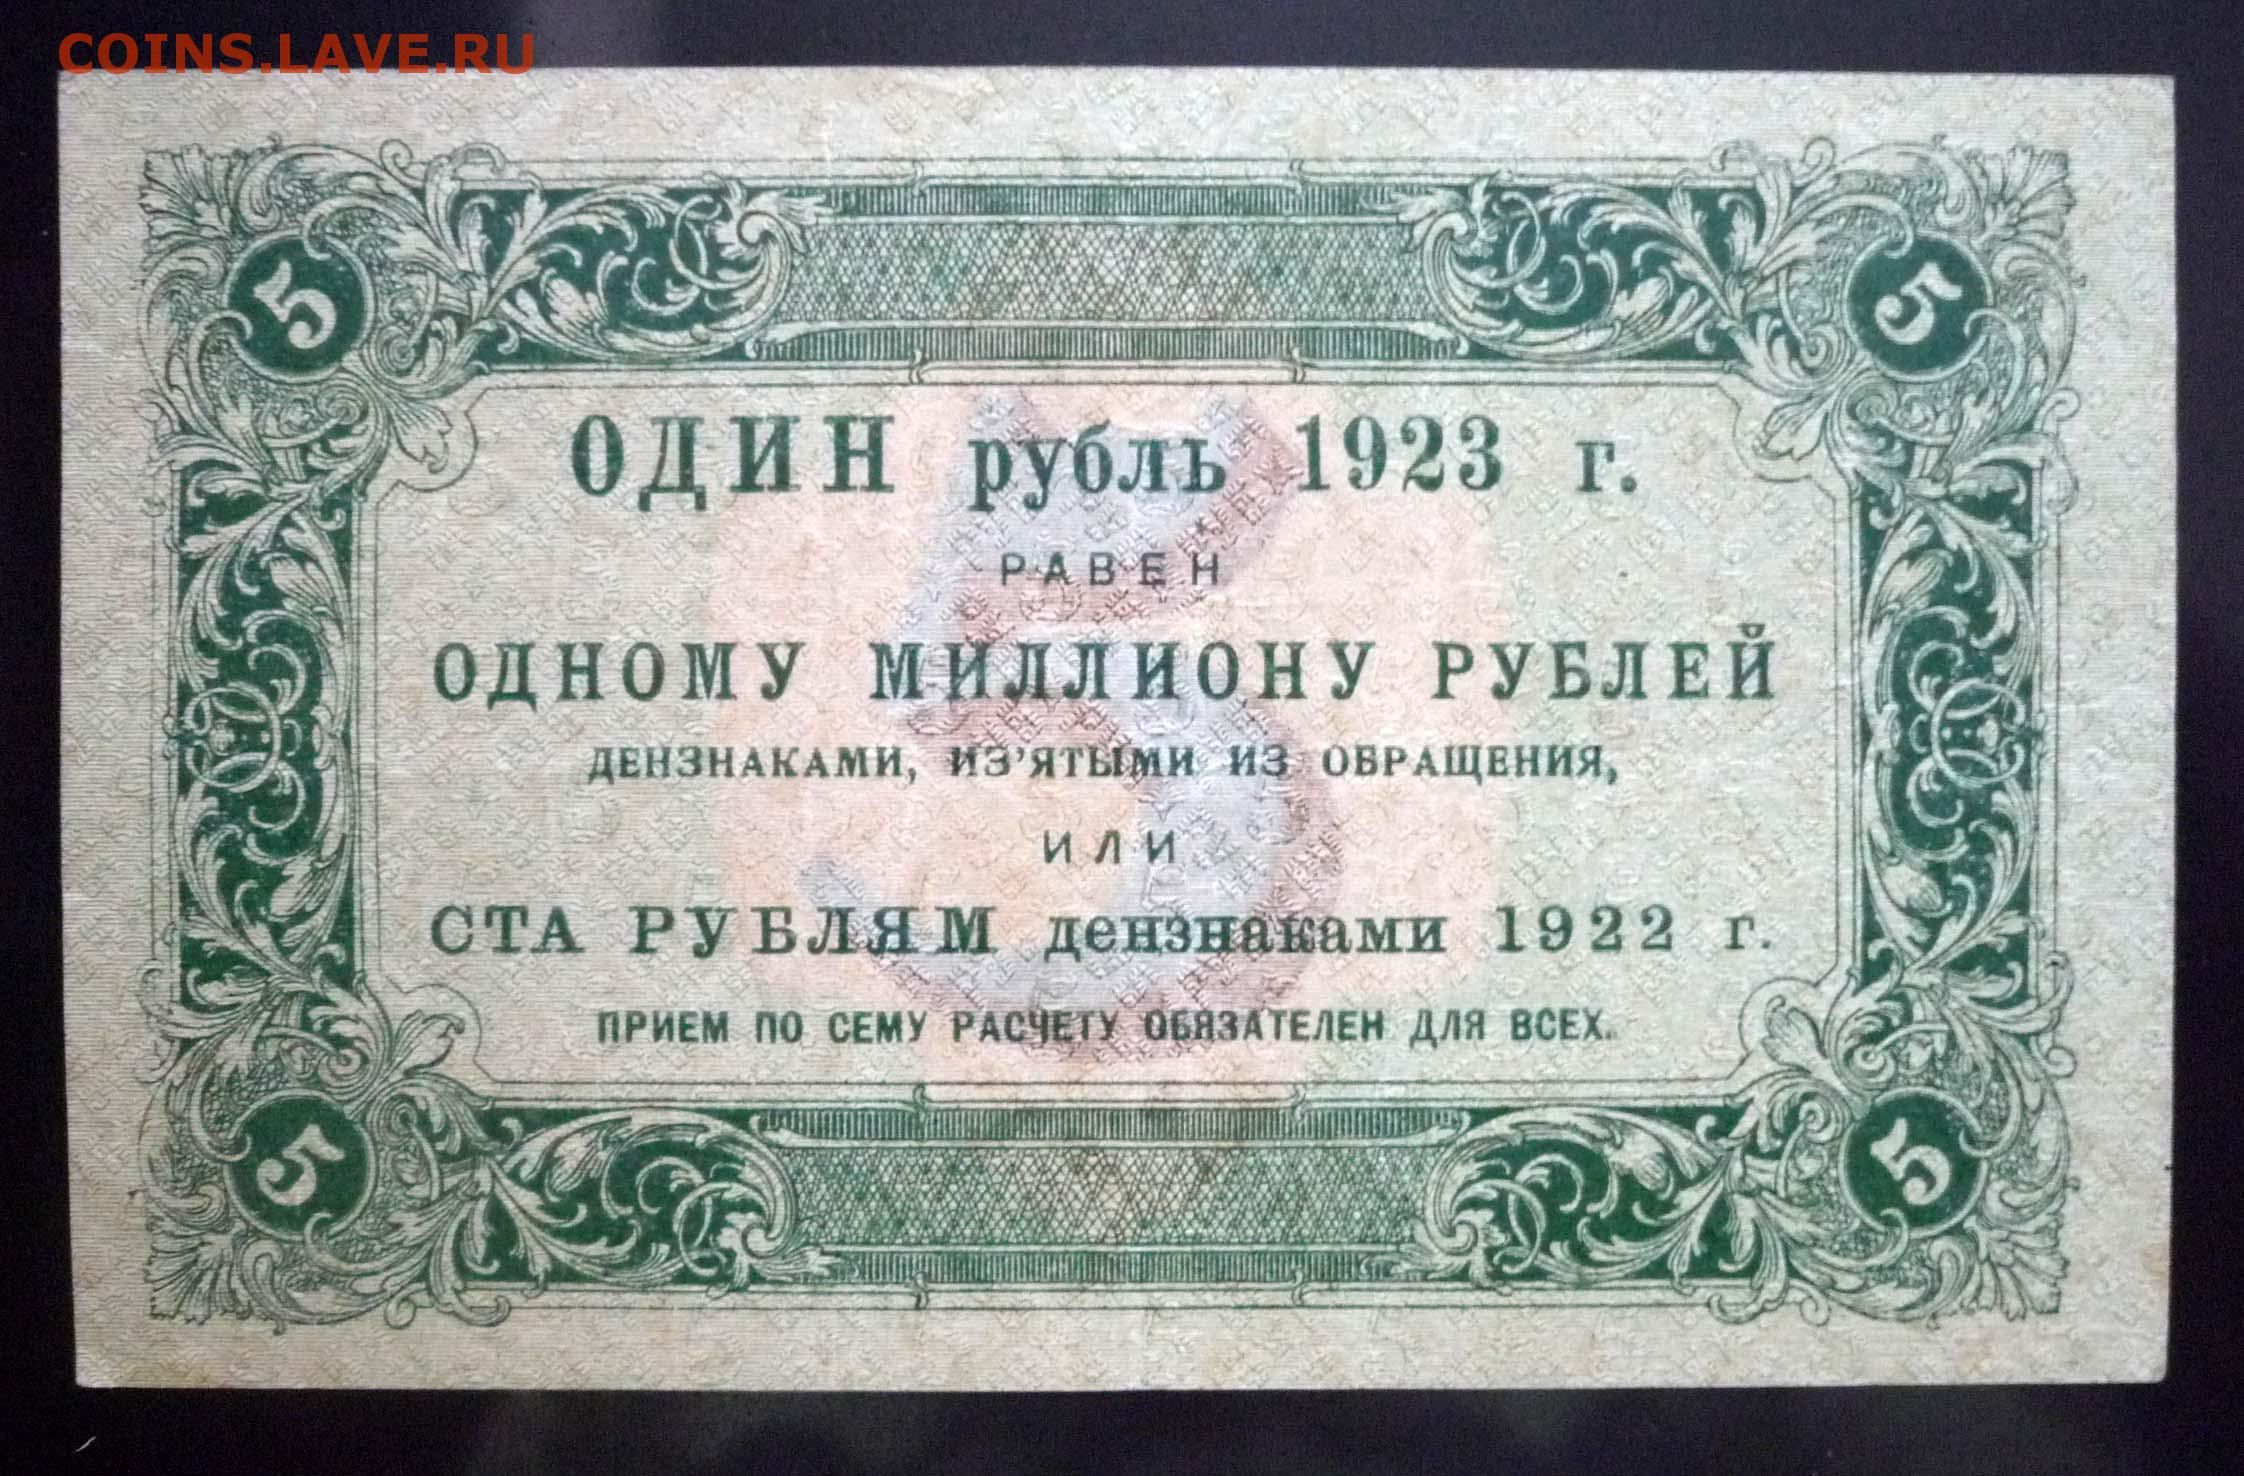 COINS.LAVE.RU
5 5
ОДИН рубль 1923 г.
РАВЕН
ОДНОМУ МИЛЛИОНУ РУБЛЕЙ
ДЕНЗНАКАМИ, ИЗ'ЯТЫМИ ИЗ ОБРАЩЕНИЯ,
ИЛИ
СТА РУБЛЯМ дензнаками 1922 г.
ПРИЕМ ПО СЕМУ РАСЧЕТУ ОБЯЗАТЕЛЕН ДЛЯ ВСЕХ.
5 5